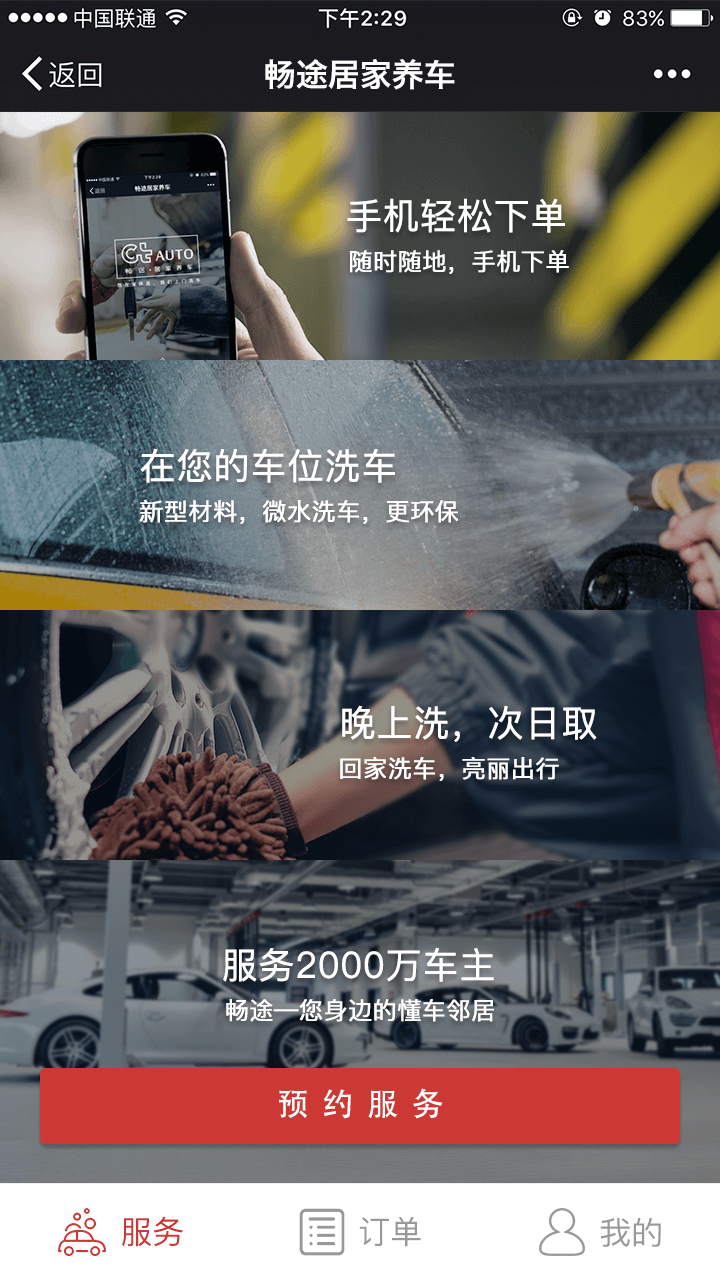 中国联通
下午2:29
83%
返回
畅途居家养车
手机轻松下单
随时随地，手机下单
中国联通
下午2:29
返回
畅途居家养车
AUTO
畅途·居家养车
在您的车位洗车
新型材料，微水洗车，更环保
晚上洗，次日取
回家洗车，亮丽出行
服务2000万车主
畅途—您身边的懂车邻居
预约服务
服务
订单
我的